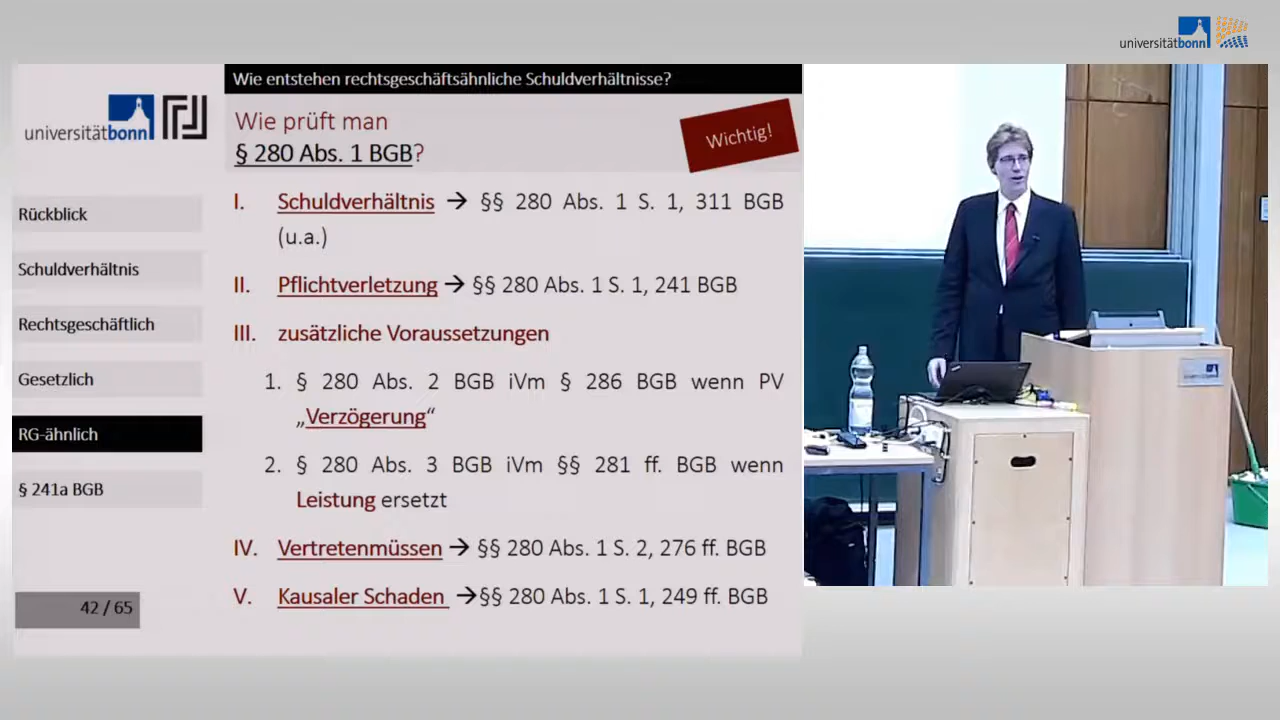 universitätbonn
Wie entstehen rechtsgeschäftsähnliche Schuldverhältnisse?
universitätbonn
Wie prüft man
§ 280 Abs. 1 BGB?
Wichtig!
Rückblick
Schuldverhältnis
Rechtsgeschäftlich
Gesetzlich
RG-ähnlich
§ 241a BGB
42 / 65
I. Schuldverhältnis → §§ 280 Abs. 1 S. 1, 311 BGB
(u.a.)
II. Pflichtverletzung → §§ 280 Abs. 1 S. 1, 241 BGB
III. zusätzliche Voraussetzungen
1. § 280 Abs. 2 BGB iVm § 286 BGB wenn PV
„Verzögerung“
2. § 280 Abs. 3 BGB iVm §§ 281 ff. BGB wenn
Leistung ersetzt
IV. Vertretenmüssen → §§ 280 Abs. 1 S. 2, 276 ff. BGB
V. Kausaler Schaden →§§ 280 Abs. 1 S. 1, 249 ff. BGB